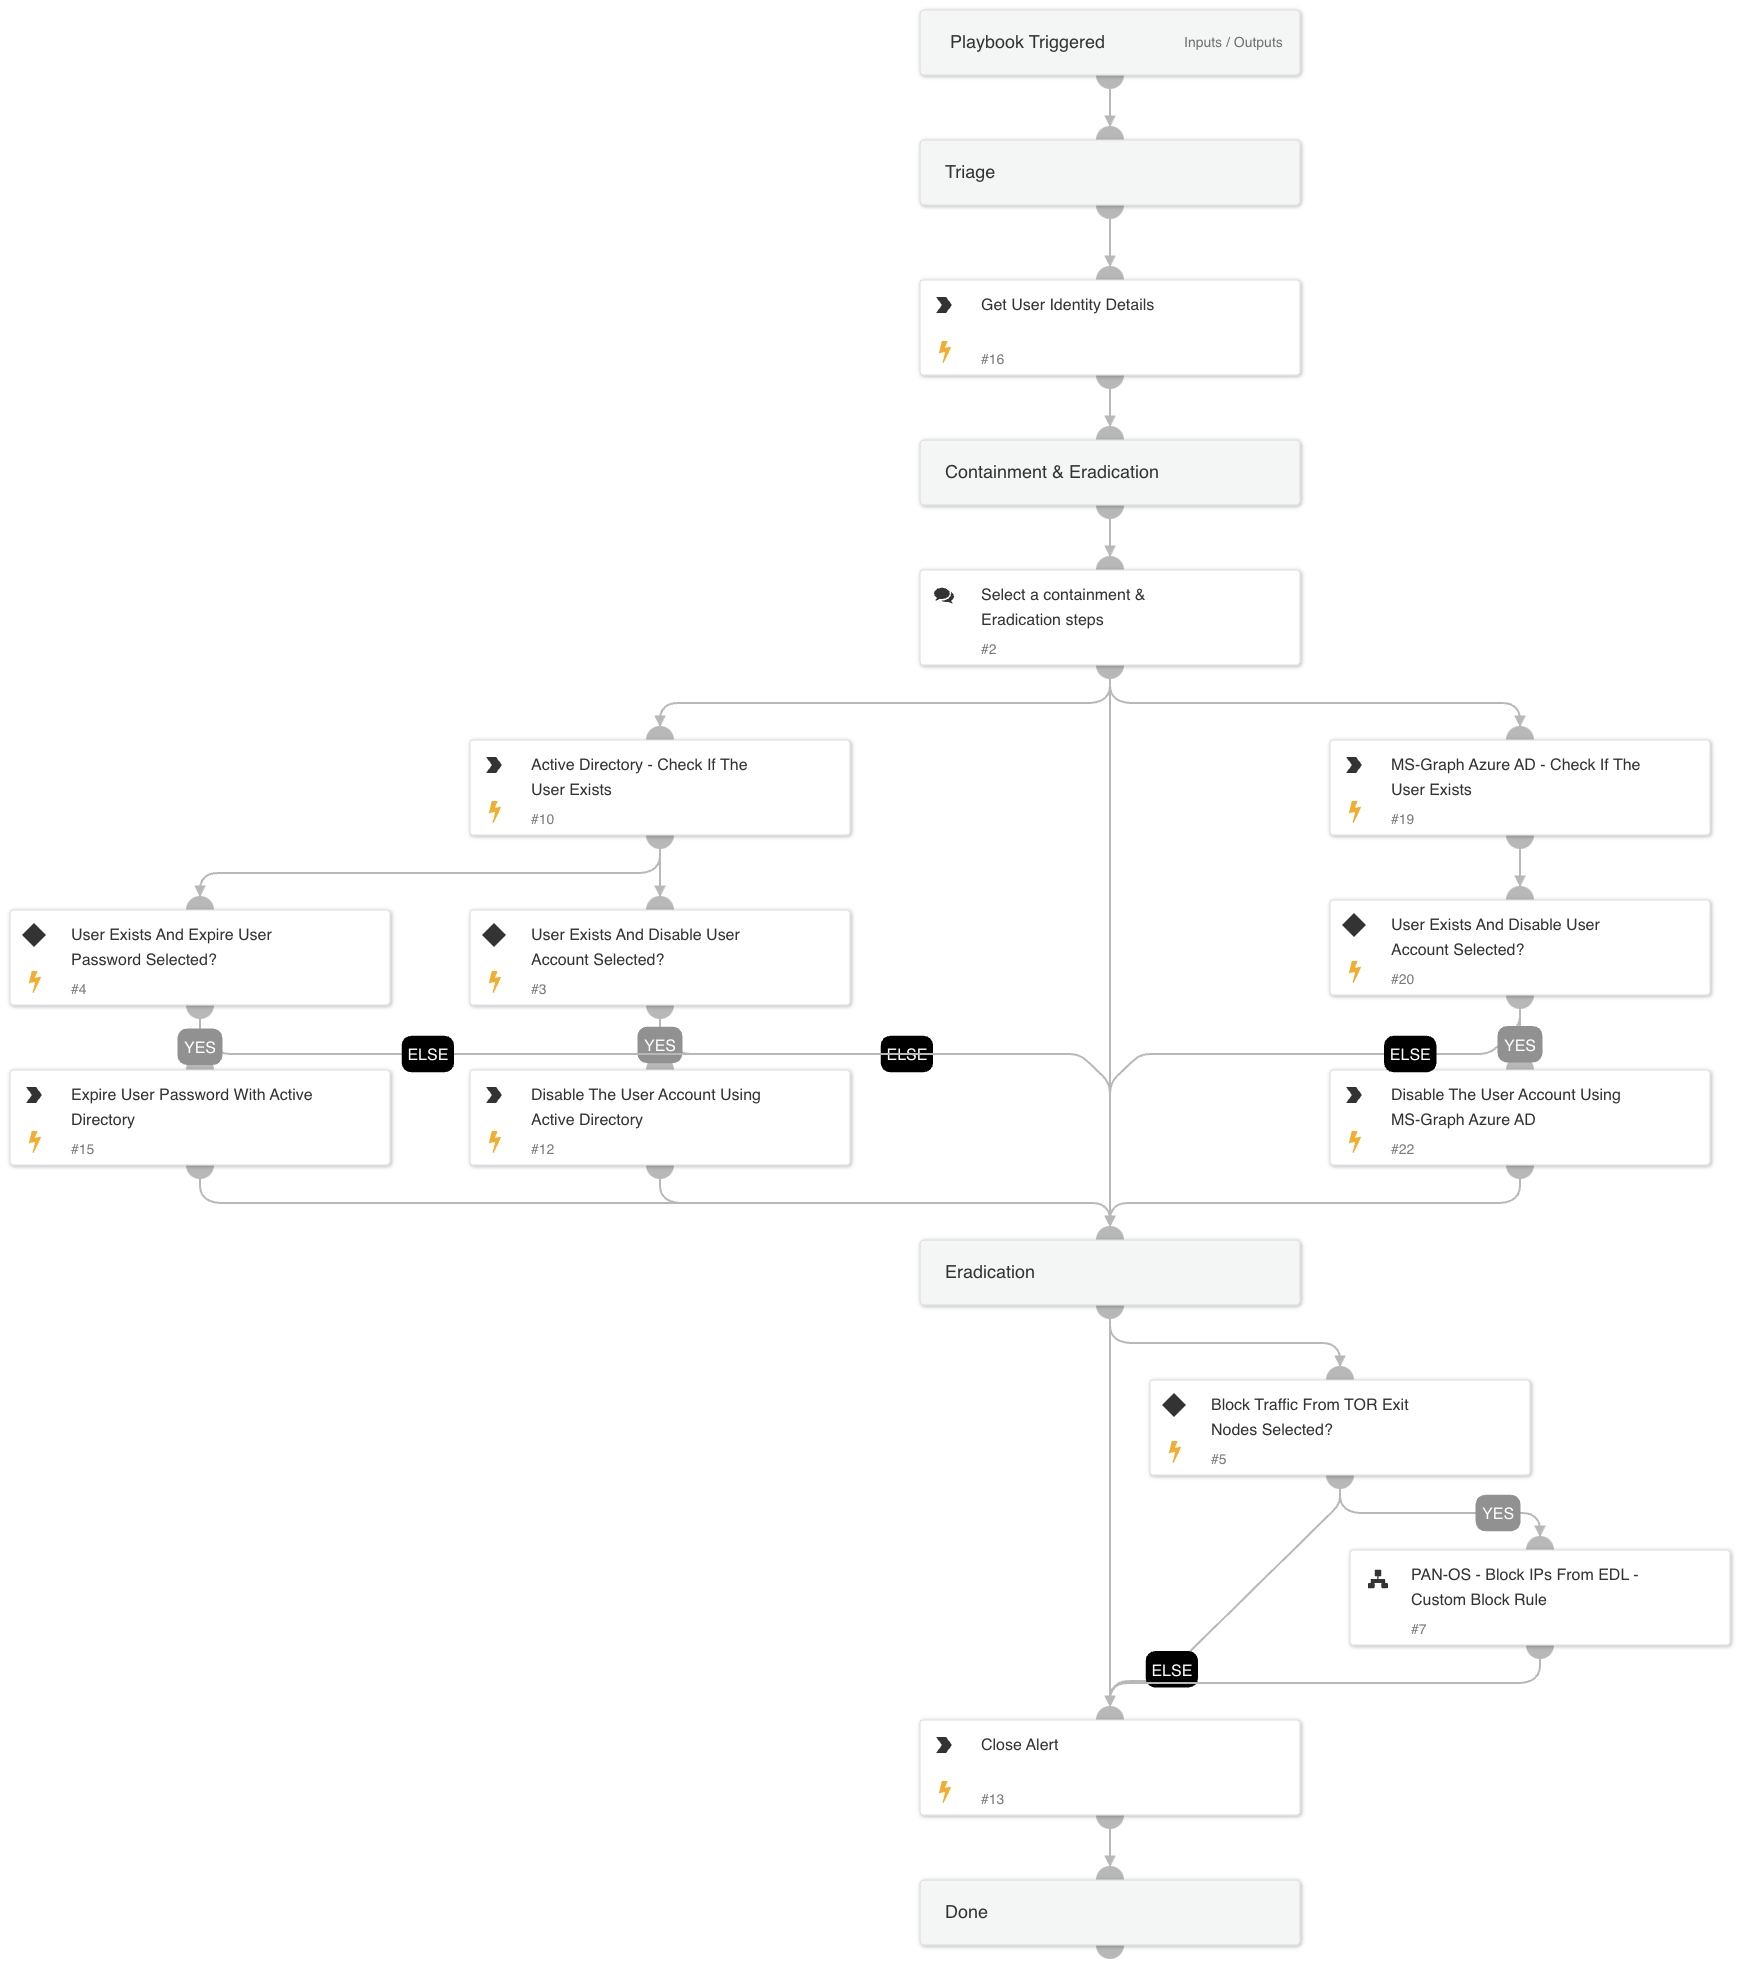 Playbook Triggered
Inputs / Outputs
Triage
Get User Identity Details
#16
Containment & Eradication
Select a containment &
Eradication steps
#2
Active Directory - Check If The
User Exists
#10
MS-Graph Azure AD - Check If The
User Exists
#19
User Exists And Expire User
Password Selected?
#4
User Exists And Disable User
Account Selected?
#3
User Exists And Disable User
Account Selected?
#20
YES
ELSE
YES
ELSE
ELSE
YES
Expire User Password With Active
Directory
#15
Disable The User Account Using
Active Directory
#12
Disable The User Account Using
MS-Graph Azure AD
#22
Eradication
Block Traffic From TOR Exit
Nodes Selected?
#5
YES
PAN-OS - Block IPs From EDL -
Custom Block Rule
#7
ELSE
Close Alert
#13
Done